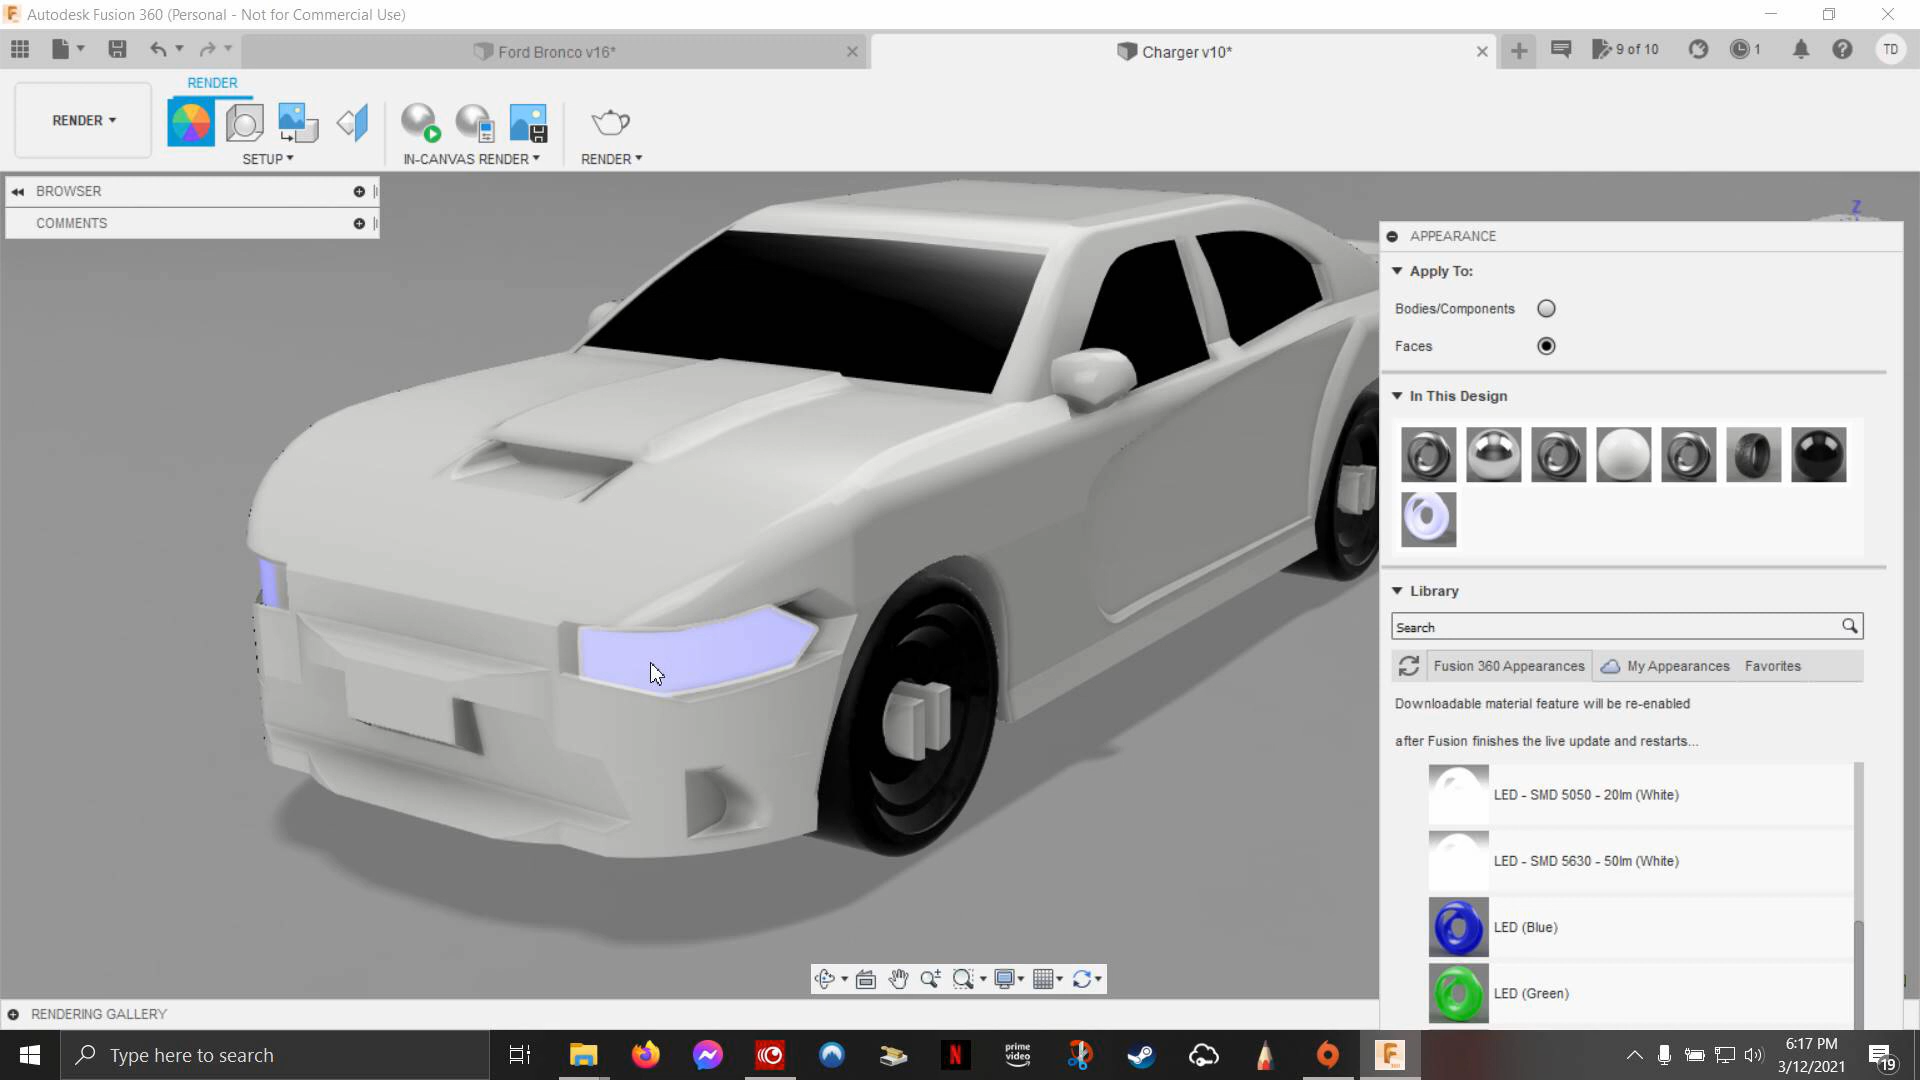 Autodesk Fusion 360 (Personal - Not for Commercial Use)
Ford Bronco v16*
Charger v10*
9 of 10
1
TD
RENDER
RENDER
SETUP
IN-CANVAS RENDER
RENDER
BROWSER
COMMENTS
Z
APPEARANCE
Apply To:
Bodies/Components
Faces
In This Design
Library
Search
Fusion 360 Appearances
My Appearances
Favorites
Downloadable material feature will be re-enabled
after Fusion finishes the live update and restarts...
LED - SMD 5050 - 20lm (White)
LED - SMD 5630 - 50lm (White)
LED (Blue)
LED (Green)
RENDERING GALLERY
Type here to search
N
prime
video
F
6:17 PM
3/12/2021
19